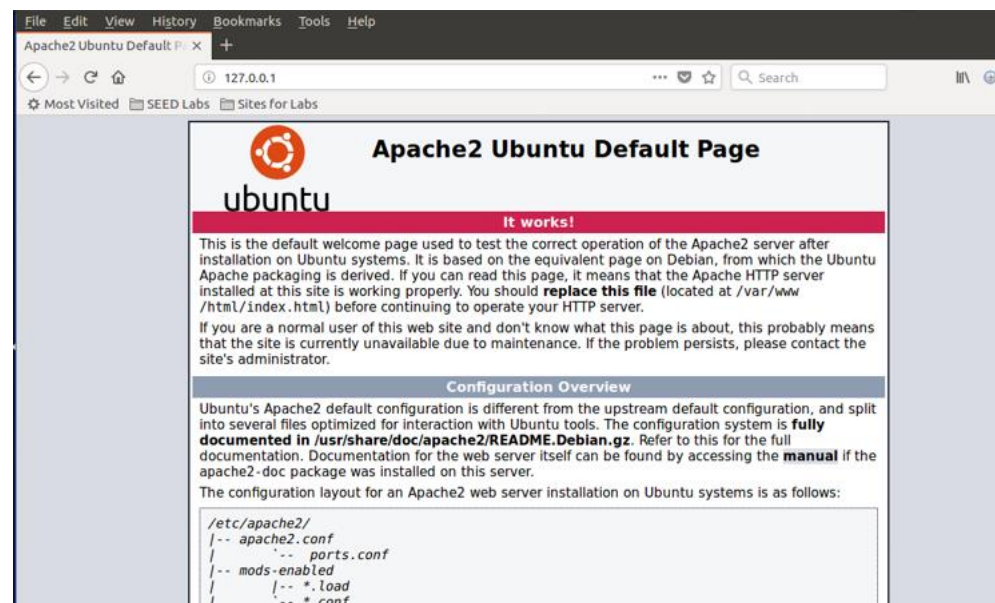 File Edit View History Bookmarks Tools Help
Apache2 Ubuntu Default P
127.0.0.1
Search
Most Visited SEED Labs Sites for Labs
ubuntu
Apache2 Ubuntu Default Page
It works!
This is the default welcome page used to test the correct operation of the Apache2 server after
installation on Ubuntu systems. It is based on the equivalent page on Debian, from which the Ubuntu
Apache packaging is derived. If you can read this page, it means that the Apache HTTP server
installed at this site is working properly. You should replace this file (located at /var/www
/html/index.html) before continuing to operate your HTTP server.
If you are a normal user of this web site and don't know what this page is about, this probably means
that the site is currently unavailable due to maintenance. If the problem persists, please contact the
site's administrator.
Configuration Overview
Ubuntu's Apache2 default configuration is different from the upstream default configuration, and split
into several files optimized for interaction with Ubuntu tools. The configuration system is fully
documented in /usr/share/doc/apache2/README.Debian.gz. Refer to this for the full
documentation. Documentation for the web server itself can be found by accessing the manual if the
apache2-doc package was installed on this server.
The configuration layout for an Apache2 web server installation on Ubuntu systems is as follows:
/etc/apache2/
|-- apache2.conf
|       `--  ports.conf
|-- mods-enabled
|       |-- *.load
|       `-- *.conf